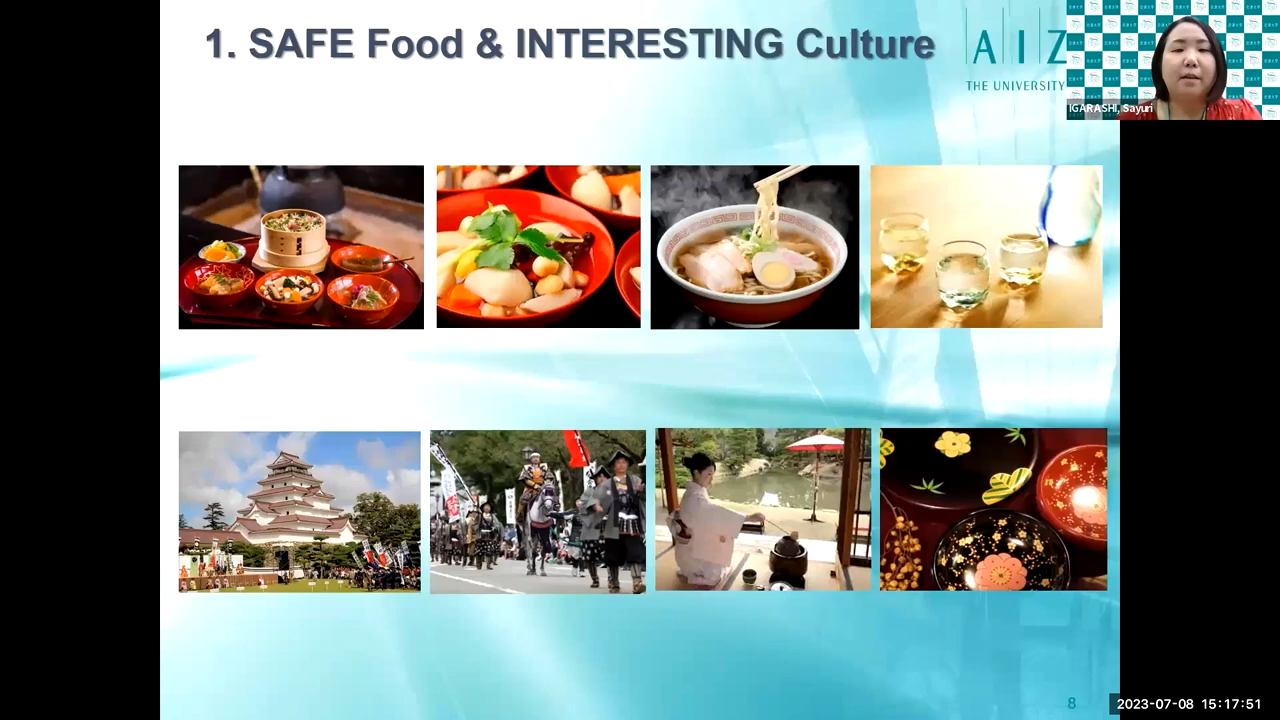 1. SAFE Food & INTERESTING Culture
A I Z
THE UNIVERSITY
IGARASHI, Sayuri
8
2023-07-08 15:17:51